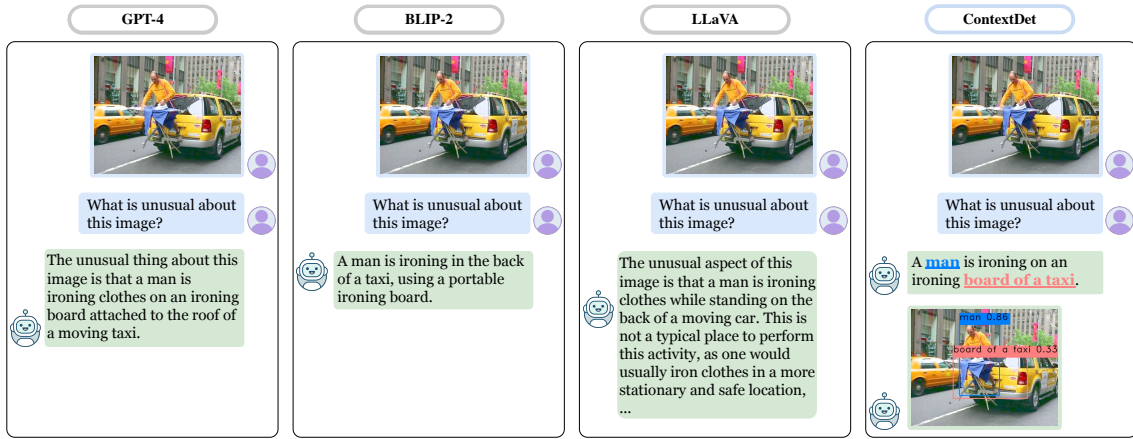 GPT-4
What is unusual about
this image?
The unusual thing about this
image is that a man is
ironing clothes on an ironing
board attached to the roof of
a moving taxi.
BLIP-2
What is unusual about
this image?
A man is ironing in the back
of a taxi, using a portable
ironing board.
LLaVA
What is unusual about
this image?
The unusual aspect of this
image is that a man is ironing
clothes while standing on the
back of a moving car. This is
not a typical place to perform
this activity, as one would
usually iron clothes in a more
stationary and safe location,
...
ContextDet
What is unusual about
this image?
A man is ironing on an
ironing board of a taxi.
man 0.86
board of a taxi 0.33